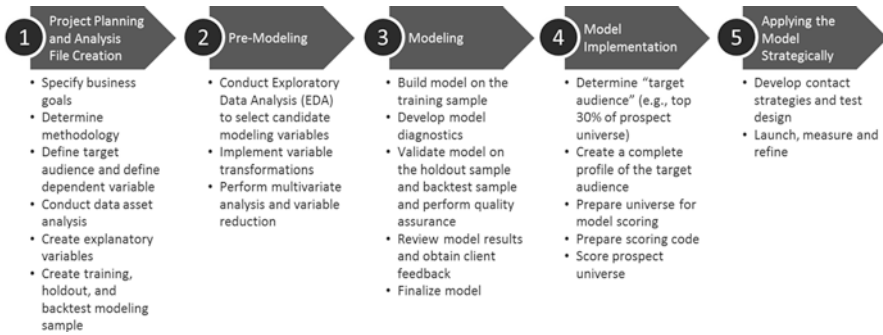 1
Project Planning
and Analysis
File Creation
• Specify business
goals
• Determine
methodology
• Define target
audience and define
dependent variable
• Conduct data asset
analysis
• Create explanatory
variables
• Create training,
holdout, and
backtest modeling
sample
2
Pre-Modeling
• Conduct Exploratory
Data Analysis (EDA)
to select candidate
modeling variables
• Implement variable
transformations
• Perform multivariate
analysis and variable
reduction
3
Modeling
• Build model on the
training sample
• Develop model
diagnostics
• Validate model on
the holdout sample
and backtest sample
and perform quality
assurance
• Review model results
and obtain client
feedback
• Finalize model
4
Model
Implementation
• Determine “target
audience” (e.g., top
30% of prospect
universe)
• Create a complete
profile of the target
audience
• Prepare universe for
model scoring
• Prepare scoring code
• Score prospect
universe
5
Applying the
Model
Strategically
• Develop contact
strategies and test
design
• Launch, measure and
refine